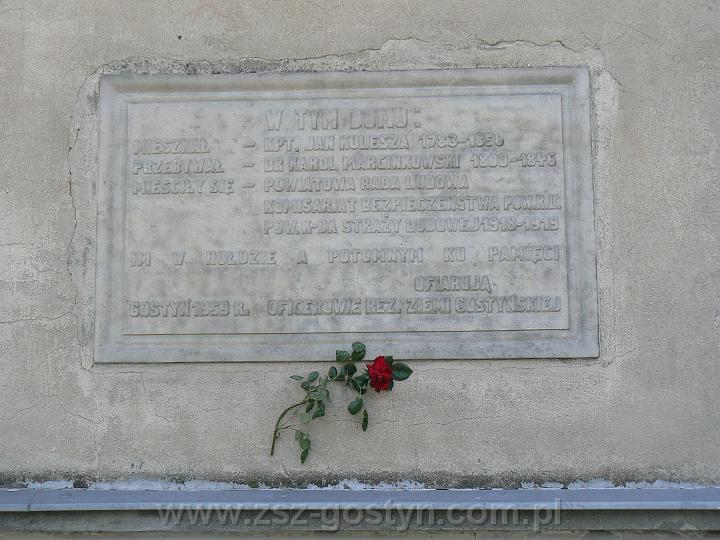 W TYM DOMU:
MIESZKAŁ - KPT. JAN KULESZA 1783-1856
PRZEBYWAŁ - DR KAROL MARCINKOWSKI 1800-1846
MIEŚCIŁY SIĘ - POWIATOWA RADA LUDOWA
KOMISARIAT BEZPIECZEŃSTWA POW. R.L.
POW. K-DA STRAŻY LUDOWEJ 1918-1919
IM W HOŁDZIE A POTOMNYM KU PAMIĘCI
OFIARUJĄ
GOSTYŃ 1959 R. OFICEROWIE REZ. ZIEMI GOSTYŃSKIEJ
www.zsz-gostyn.com.pl